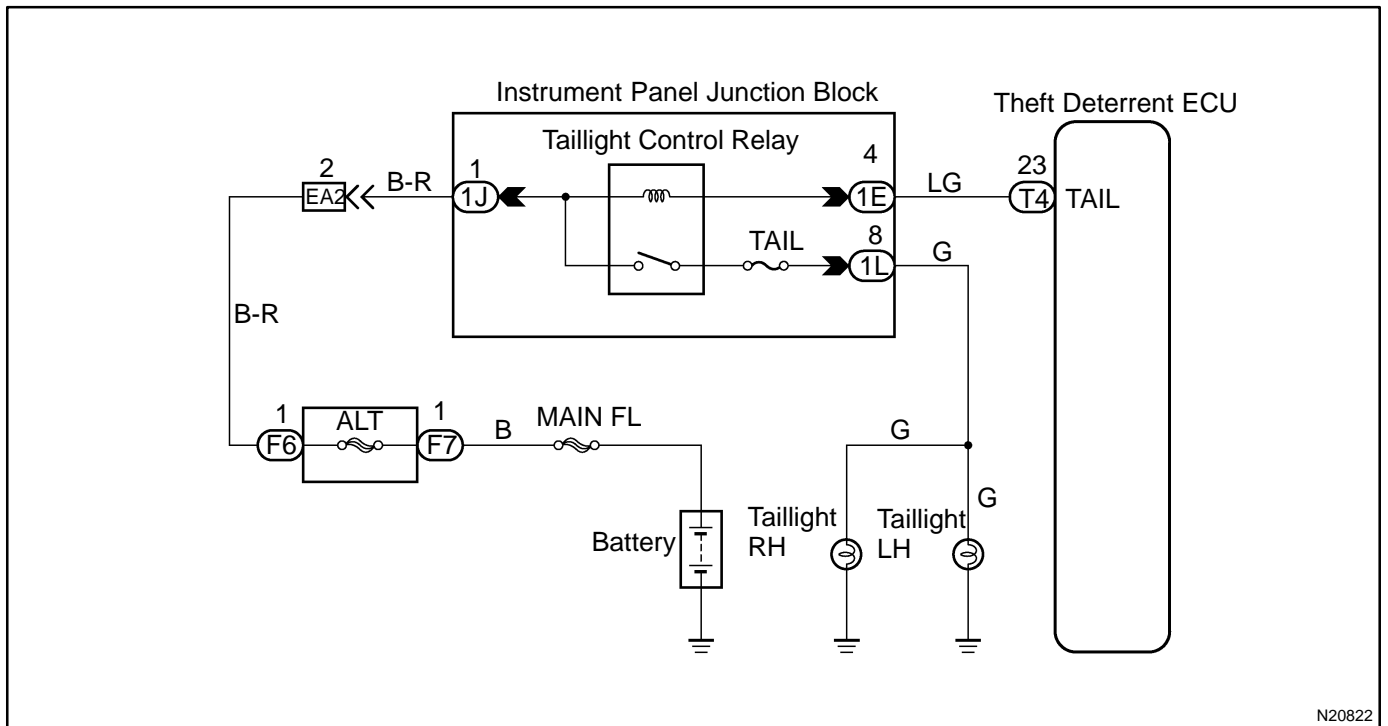 Instrument Panel Junction Block
Theft Deterrent ECU
Taillight Control Relay
2
EA2
B-R
1
1J
4
1E
LG
23
T4
TAIL
TAIL
8
1L
G
B-R
1
F6
ALT
1
F7
B
MAIN FL
G
G
Battery
Taillight
RH
Taillight
LH
N20822